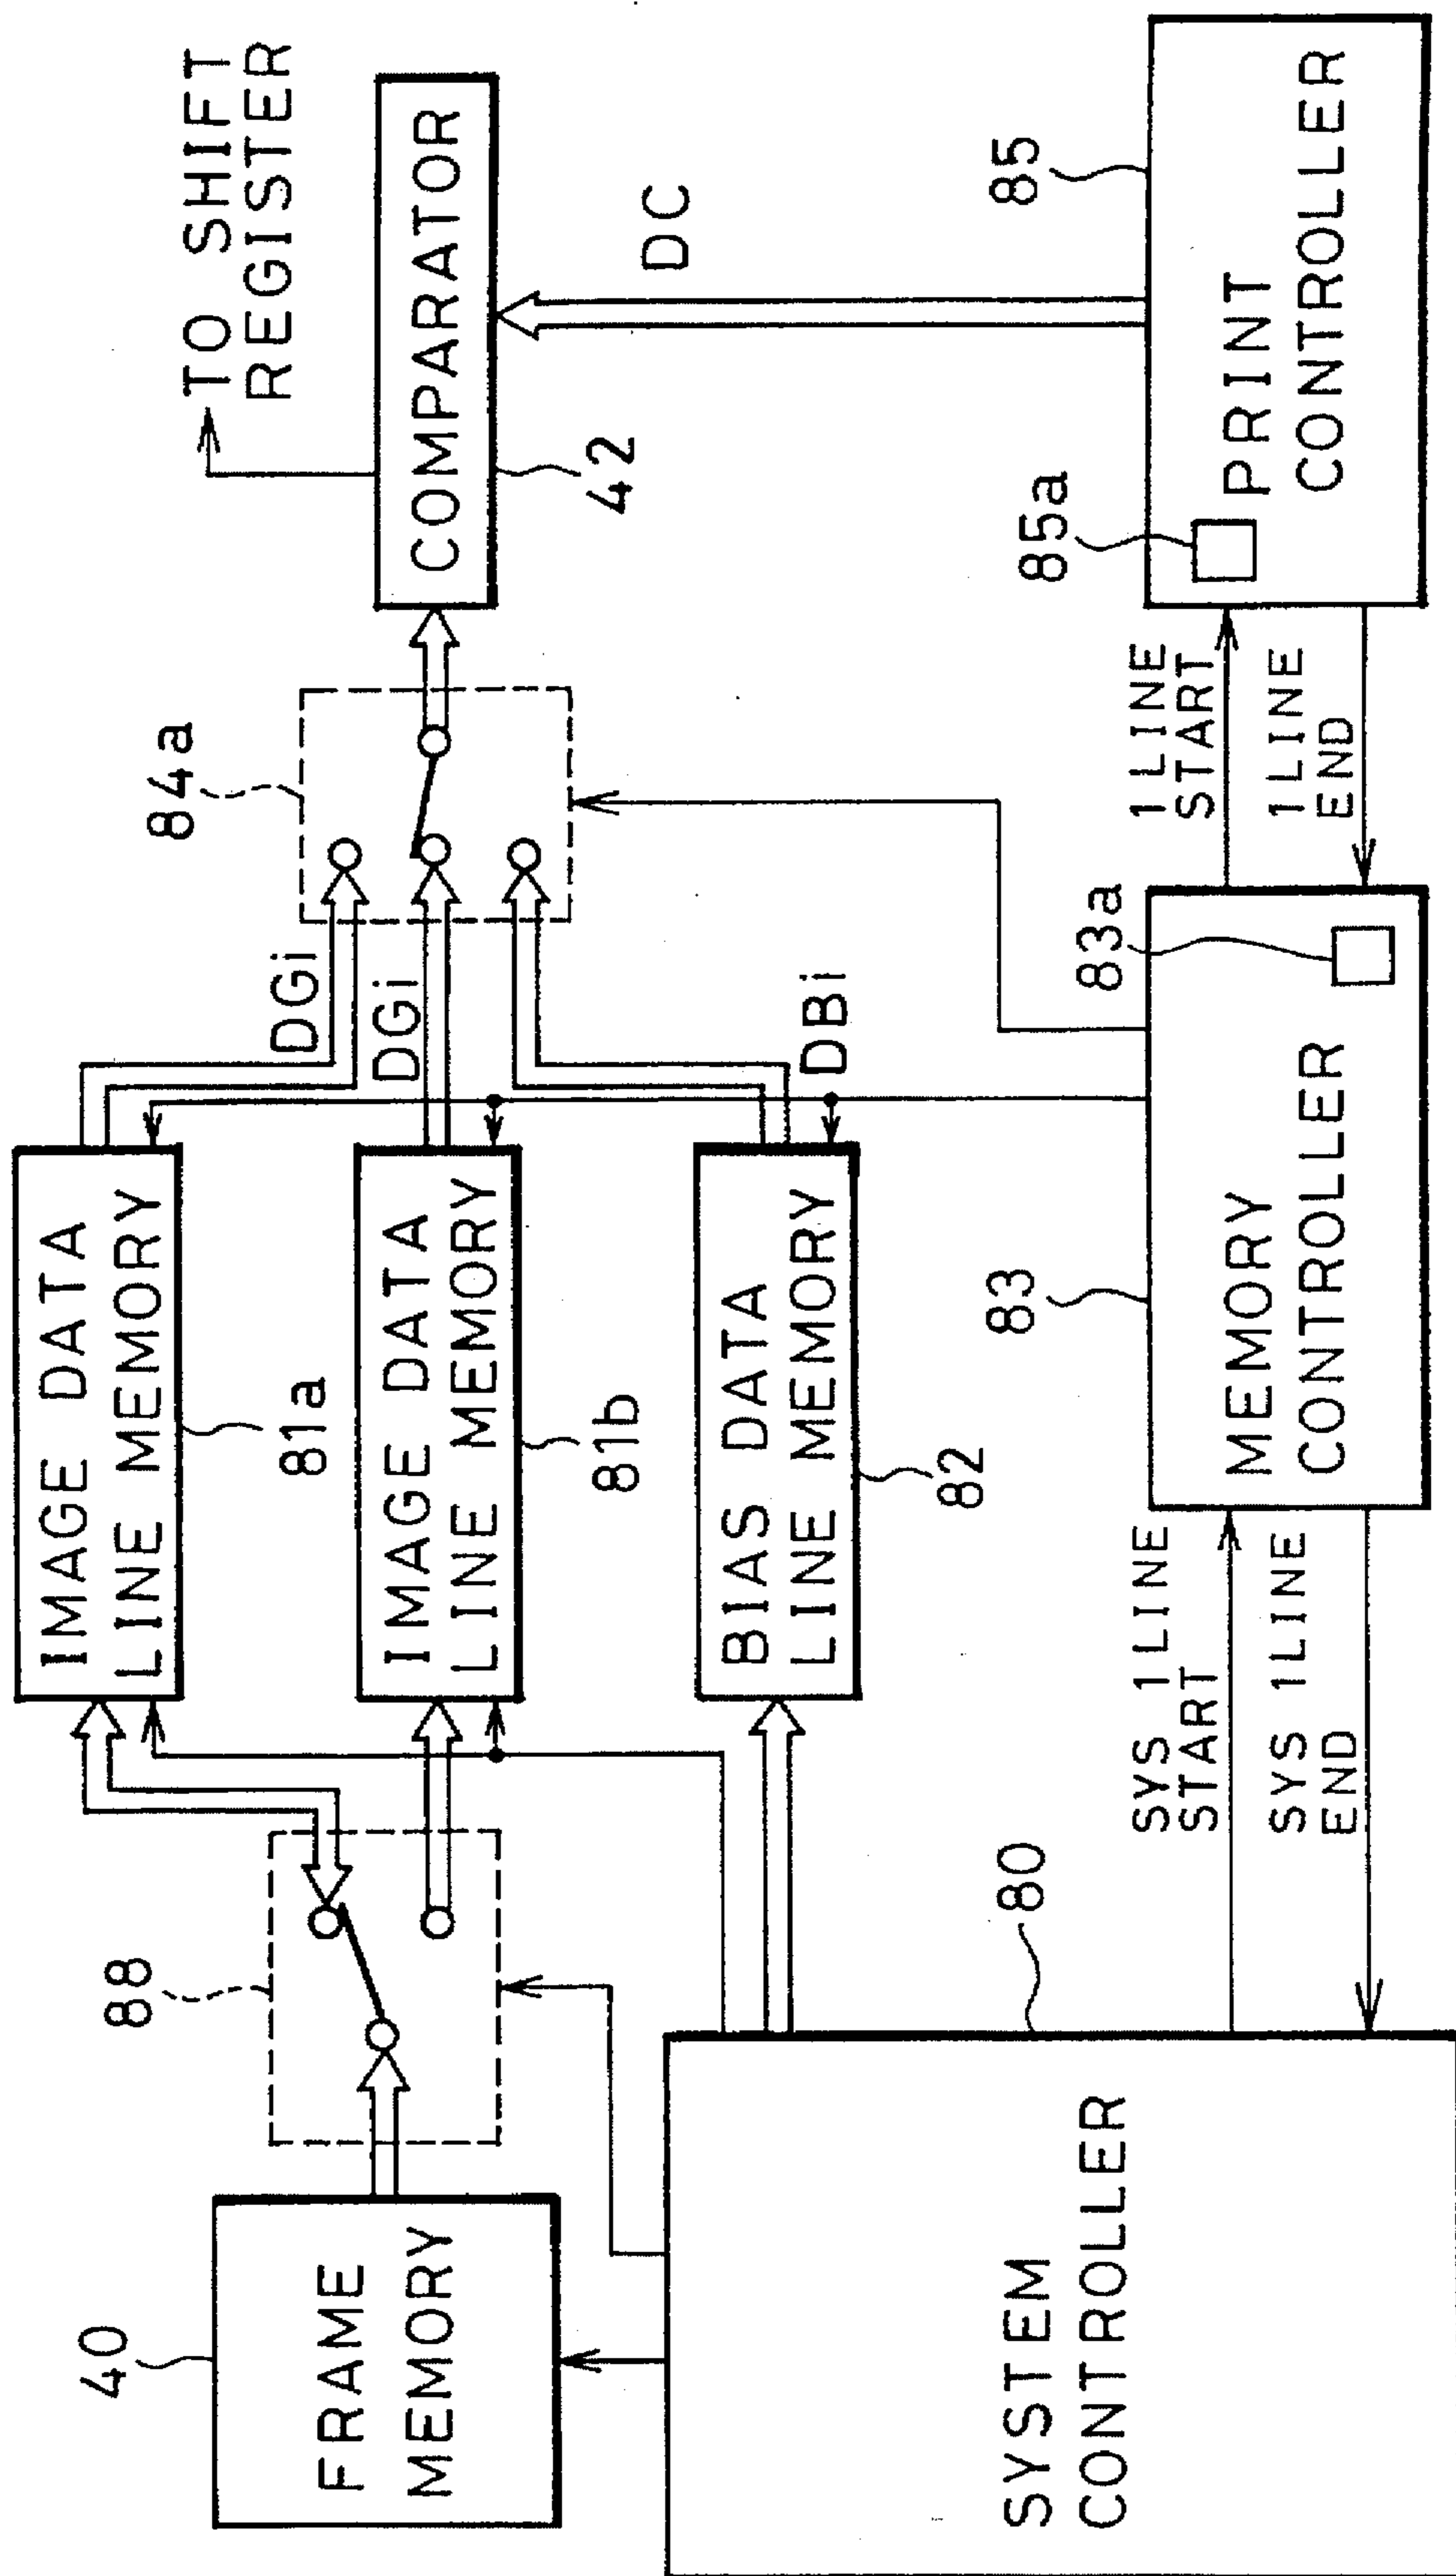 40
FRAME
MEMORY
88
IMAGE DATA
LINE MEMORY
81a
IMAGE DATA
LINE MEMORY
81b
BIAS DATA
LINE MEMORY
82
DGi
DGi
DBi
84a
TO SHIFT
REGISTER
COMPARATOR
42
DC
SYSTEM
CONTROLLER
80
SYS 1LINE
START
SYS 1LINE
END
83
MEMORY
CONTROLLER
83a
1LINE
START
1LINE
END
85a
85
PRINT
CONTROLLER